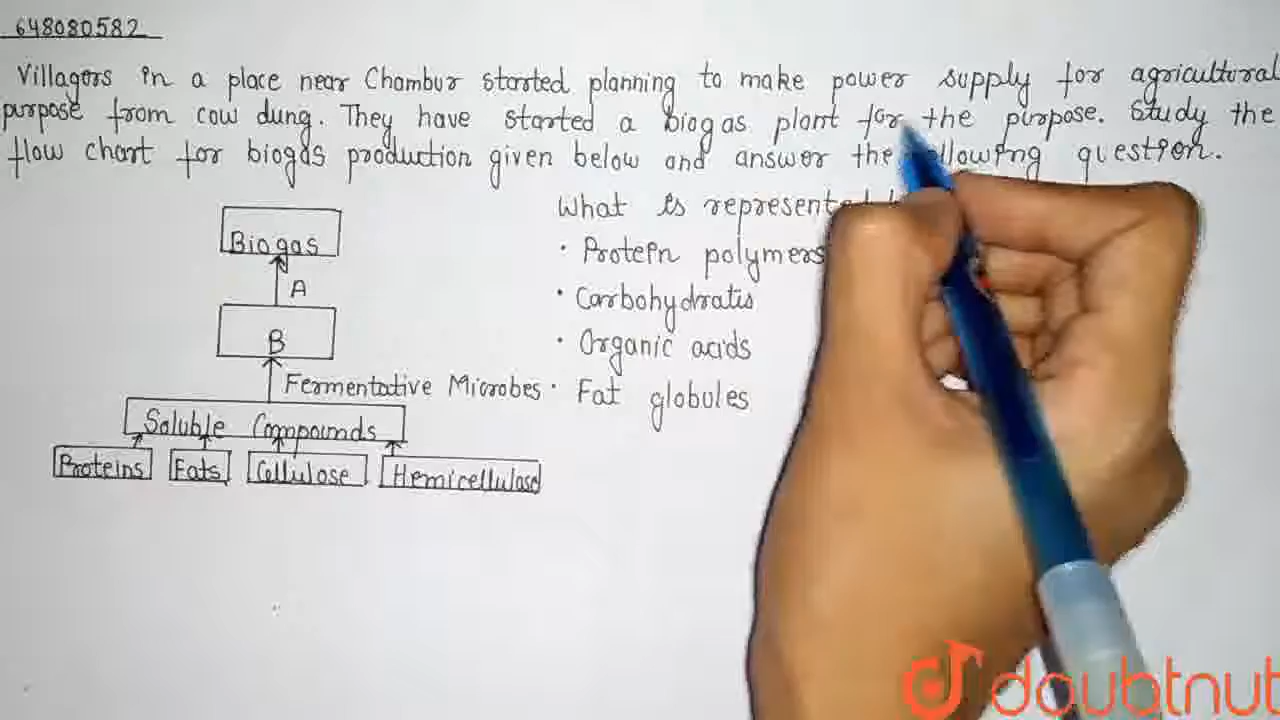 648080582
Villagers in a place near Chambur started planning to make power supply for agricultural
purpose from cow dung. They have started a biogas plant for the purpose. Study the
flow chart for biogas production given below and answer the question.
What is
Biogas
• Protein polymers
A
• Carbohydrates
B
• Organic acids
Fermentative Microbes
• Fat globules
Soluble Compounds
Proteins Fats Cellulose Hemicellulose
doubtnut